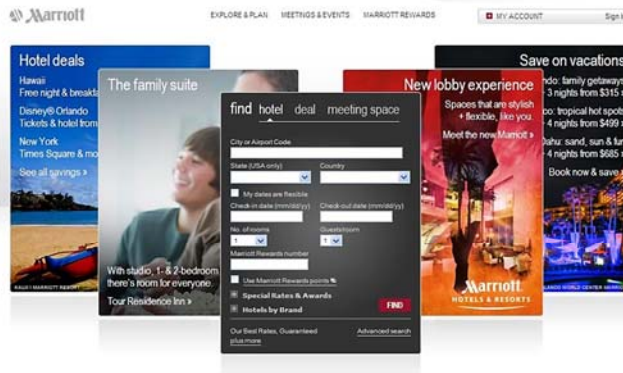 Marriott
EXPLORE & PLAN MEETINGS & EVENTS MARRIOTT REWARDS
MY ACCOUNT
Sign
Hotel deals
Hawaii
Free night &
Disney® Orlando
Tickets & hotel from
New York
Times Square &
See all savings »
KAUA'I MARRIOTT RESORT
The family suite
With studio, 1- & 2-bedroom
there's room for everyone.
Tour Residence Inn »
find hotel deal meeting space
City or Airport Code
State (USA only) Country
My dates are flexible
Check-in date (mm/dd/yy) Check-out date (mm/dd/yy)
No. of rooms Guests/room
1 1
Marriott Rewards number
Use Marriott Rewards points
Special Rates & Awards
Hotels by Brand
FIND
Our Best Rates, Guaranteed
plus more
Advanced search
New lobby experience
Spaces that are stylish
+ flexible, like you.
Meet the new Marriott »
Marriott
HOTELS & RESORTS
Save on vacations
family getaways
3 nights from $315 »
tropical hot spots
4 nights from $499 »
sand, sun &
4 nights from $685 »
Book now & save »
WORLD CENTER